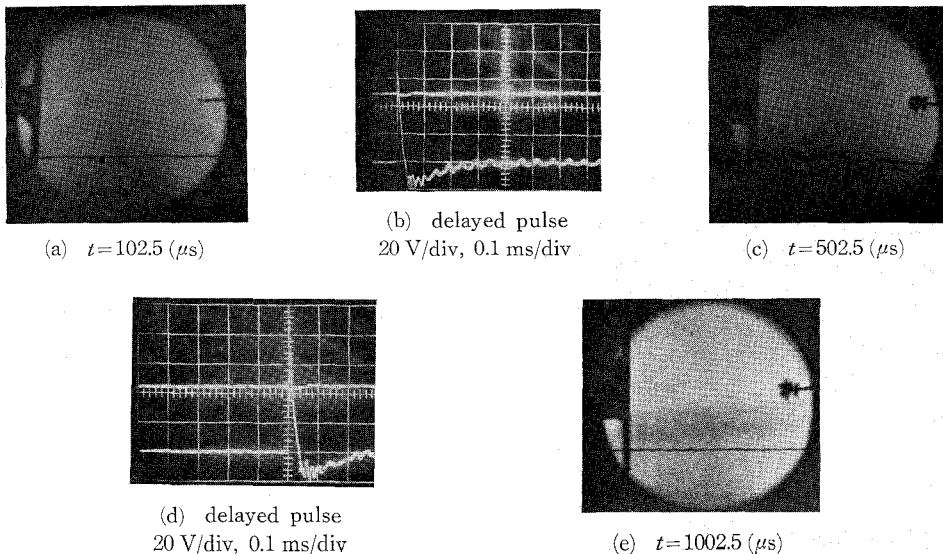 (a) t=102.5 (μs)
(b) delayed pulse
20 V/div, 0.1 ms/div
(c) t=502.5 (μs)
(d) delayed pulse
20 V/div, 0.1 ms/div
(e) t=1002.5 (μs)